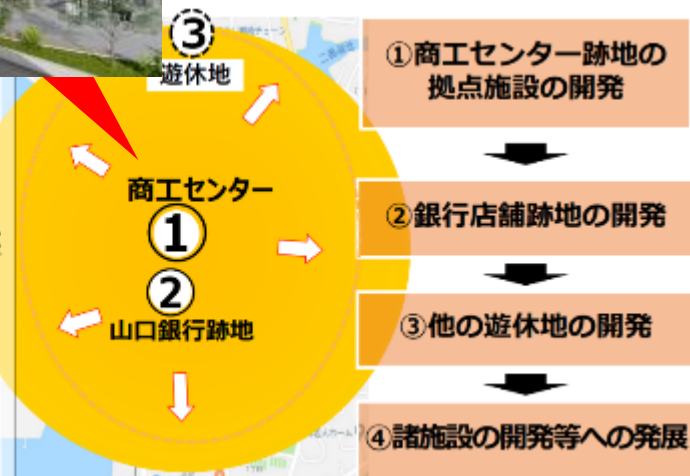 ③
遊休地
商工センター
①
②
山口銀行跡地
①商工センター跡地の
拠点施設の開発
②銀行店舗跡地の開発
③他の遊休地の開発
④諸施設の開発等への発展